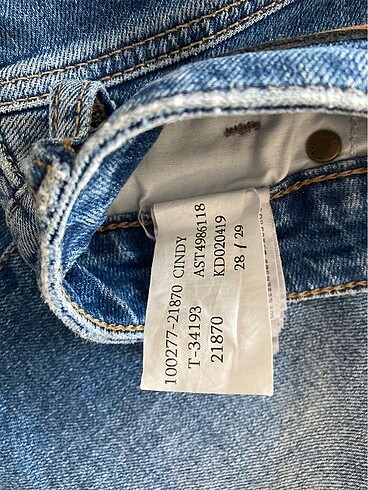 100277-21870 CINDY
T-34193 AST4986118
21870 KD020419
28 / 29